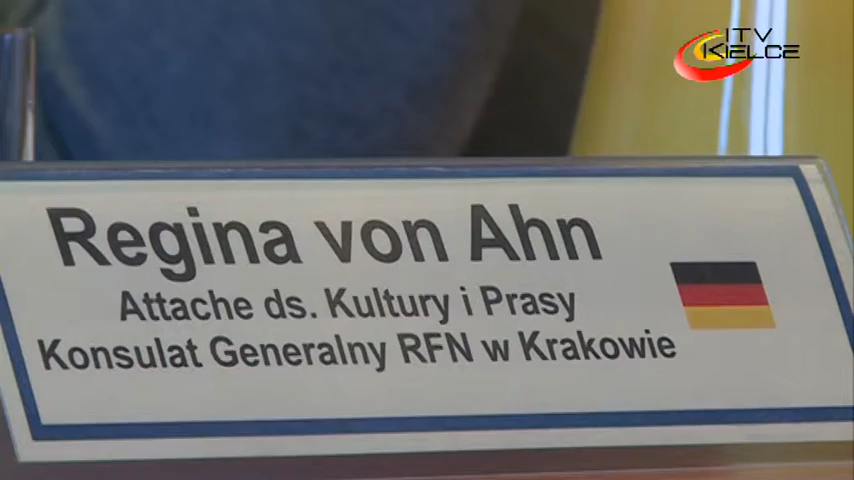 ITV
KIELCE
Regina von Ahn
Attache ds. Kultury i Prasy
Konsulat Generalny RFN w Krakowie